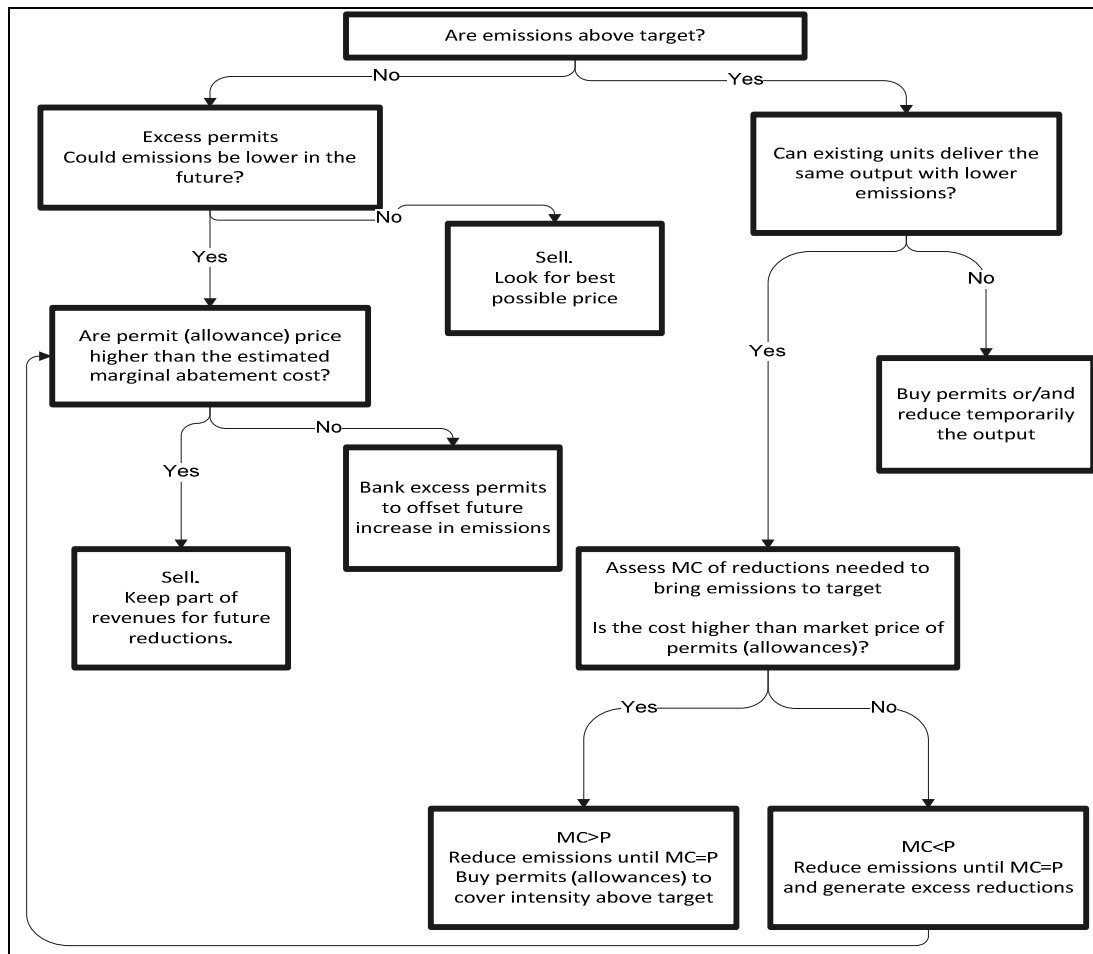 Are emissions above target?
No
Yes
Excess permits
Could emissions be lower in the
future?
Can existing units deliver the
same output with lower
emissions?
No
Yes
Sell.
Look for best
possible price
No
Yes
Are permit (allowance) price
higher than the estimated
marginal abatement cost?
Buy permits or/and
reduce temporarily
the output
No
Yes
Bank excess permits
to offset future
increase in emissions
Sell.
Keep part of
revenues for future
reductions.
Assess MC of reductions needed to
bring emissions to target
Is the cost higher than market price of
permits (allowances)?
Yes
No
MC>P
Reduce emissions until MC=P
Buy permits (allowances) to
cover intensity above target
MC<P
Reduce emissions until MC=P
and generate excess reductions